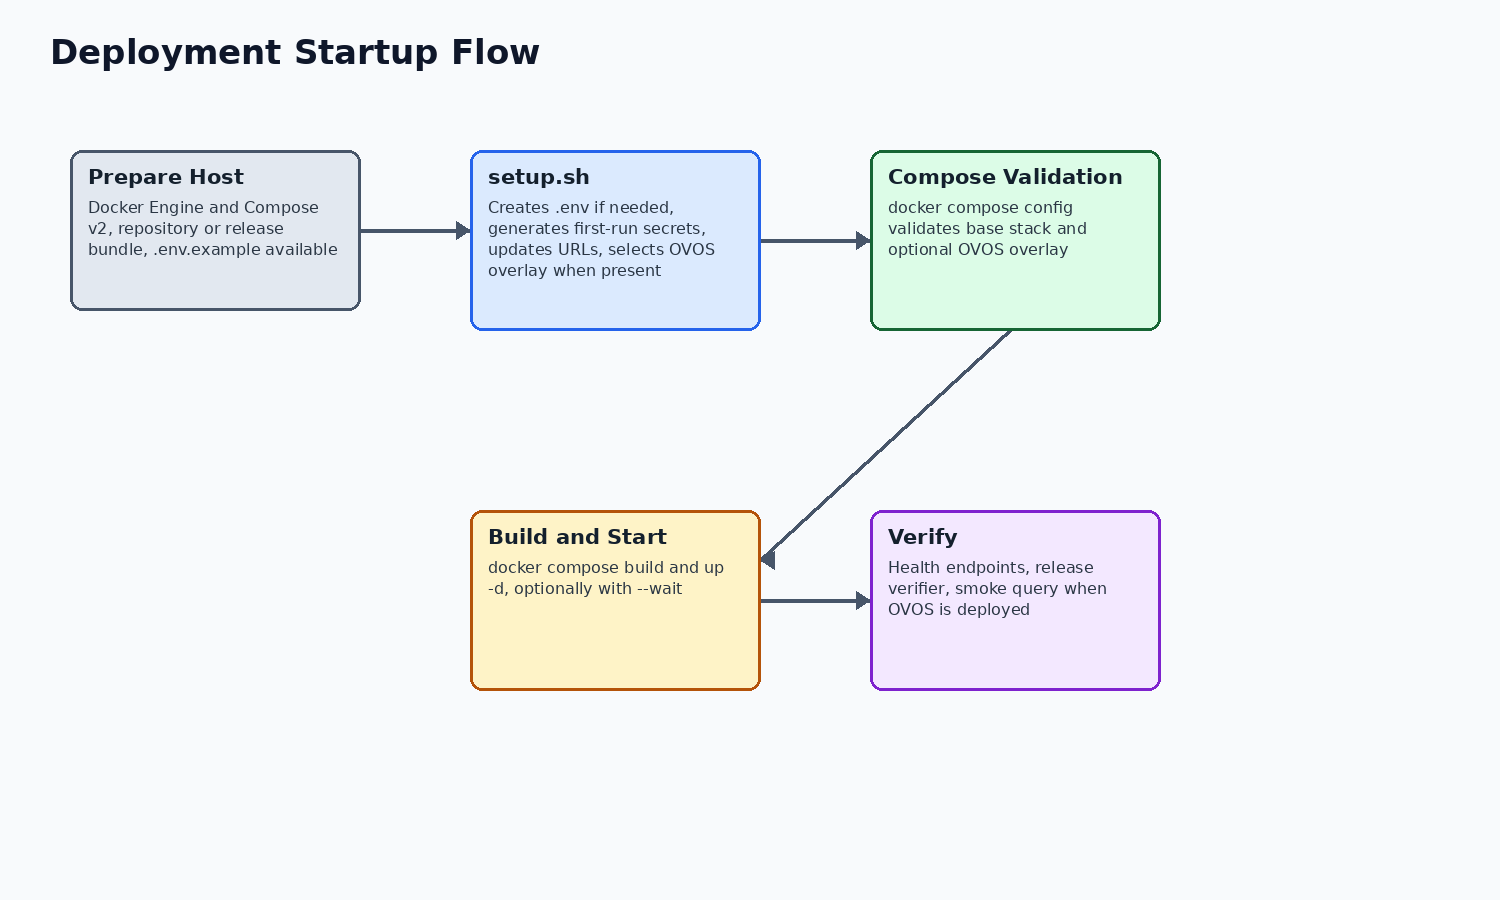 Deployment Startup Flow
Prepare Host
Docker Engine and Compose
v2, repository or release
bundle, .env.example available
setup.sh
Creates .env if needed,
generates first-run secrets,
updates URLs, selects OVOS
overlay when present
Compose Validation
docker compose config
validates base stack and
optional OVOS overlay
Build and Start
docker compose build and up
-d, optionally with --wait
Verify
Health endpoints, release
verifier, smoke query when
OVOS is deployed